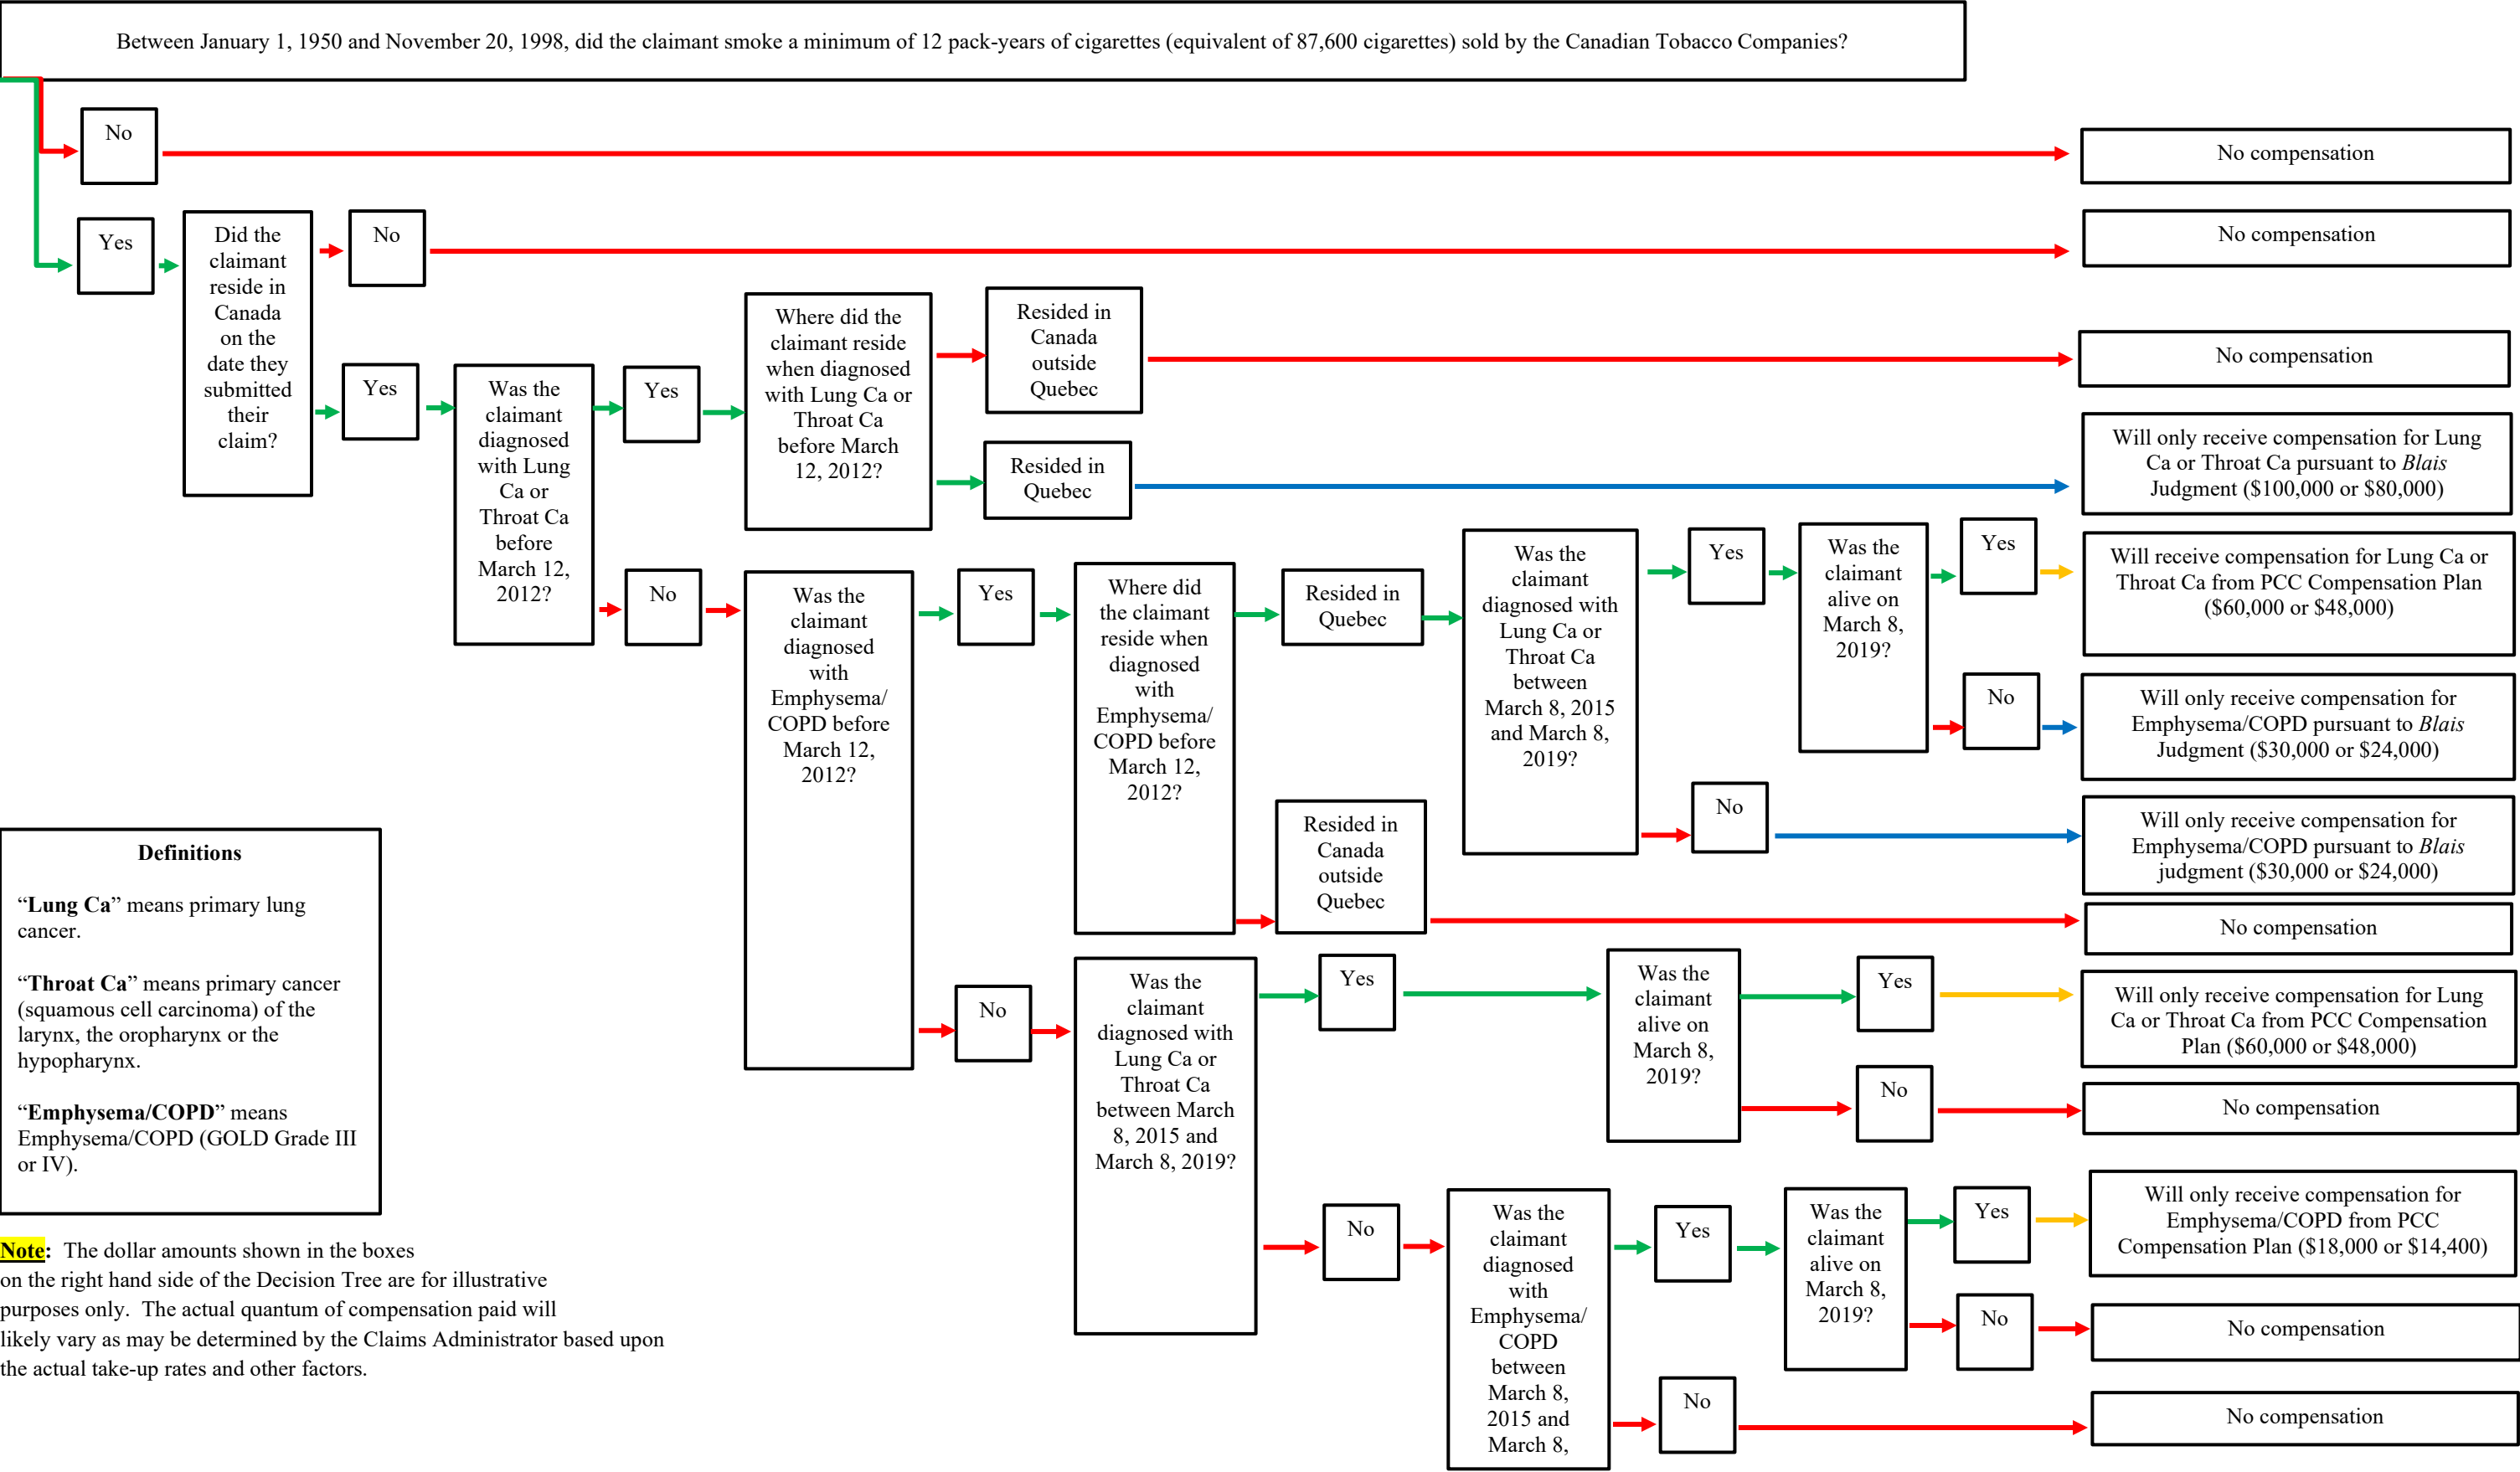 Between January 1, 1950 and November 20, 1998, did the claimant smoke a minimum of 12 pack-years of cigarettes (equivalent of 87,600 cigarettes) sold by the Canadian Tobacco Companies?
No
No compensation
Yes
Did the
claimant
reside in
Canada
on the
date they
submitted
their
claim?
No
No compensation
Yes
Was the
claimant
diagnosed
with Lung
Ca or
Throat Ca
before
March 12,
2012?
Yes
Where did the
claimant reside
when diagnosed
with Lung Ca or
Throat Ca
before March
12, 2012?
Resided in
Canada
outside
Quebec
No compensation
Resided in
Quebec
Will only receive compensation for Lung
Ca or Throat Ca pursuant to Blais
Judgment ($100,000 or $80,000)
No
Was the
claimant
diagnosed
with
Emphysema/
COPD before
March 12,
2012?
Yes
Where did
the claimant
reside when
diagnosed
with
Emphysema/
COPD before
March 12,
2012?
Resided in
Quebec
Was the
claimant
diagnosed with
Lung Ca or
Throat Ca
between
March 8, 2015
and March 8,
2019?
Yes
Was the
claimant
alive on
March 8,
2019?
Yes
Will receive compensation for Lung Ca or
Throat Ca from PCC Compensation Plan
($60,000 or $48,000)
No
Will only receive compensation for
Emphysema/COPD pursuant to Blais
Judgment ($30,000 or $24,000)
No
Will only receive compensation for
Emphysema/COPD pursuant to Blais
judgment ($30,000 or $24,000)
Resided in
Canada
outside
Quebec
No compensation
No
Was the
claimant
diagnosed with
Lung Ca or
Throat Ca
between March
8, 2015 and
March 8, 2019?
Yes
Was the
claimant
alive on
March 8,
2019?
Yes
Will only receive compensation for Lung
Ca or Throat Ca from PCC Compensation
Plan ($60,000 or $48,000)
No
No compensation
No
Was the
claimant
diagnosed
with
Emphysema/
COPD
between
March 8,
2015 and
March 8,
Yes
Was the
claimant
alive on
March 8,
2019?
Yes
Will only receive compensation for
Emphysema/COPD from PCC
Compensation Plan ($18,000 or $14,400)
No
No compensation
No
No compensation
Definitions
“Lung Ca” means primary lung
cancer.
“Throat Ca” means primary cancer
(squamous cell carcinoma) of the
larynx, the oropharynx or the
hypopharynx.
“Emphysema/COPD” means
Emphysema/COPD (GOLD Grade III
or IV).
Note: The dollar amounts shown in the boxes
on the right hand side of the Decision Tree are for illustrative
purposes only. The actual quantum of compensation paid will
likely vary as may be determined by the Claims Administrator based upon
the actual take-up rates and other factors.